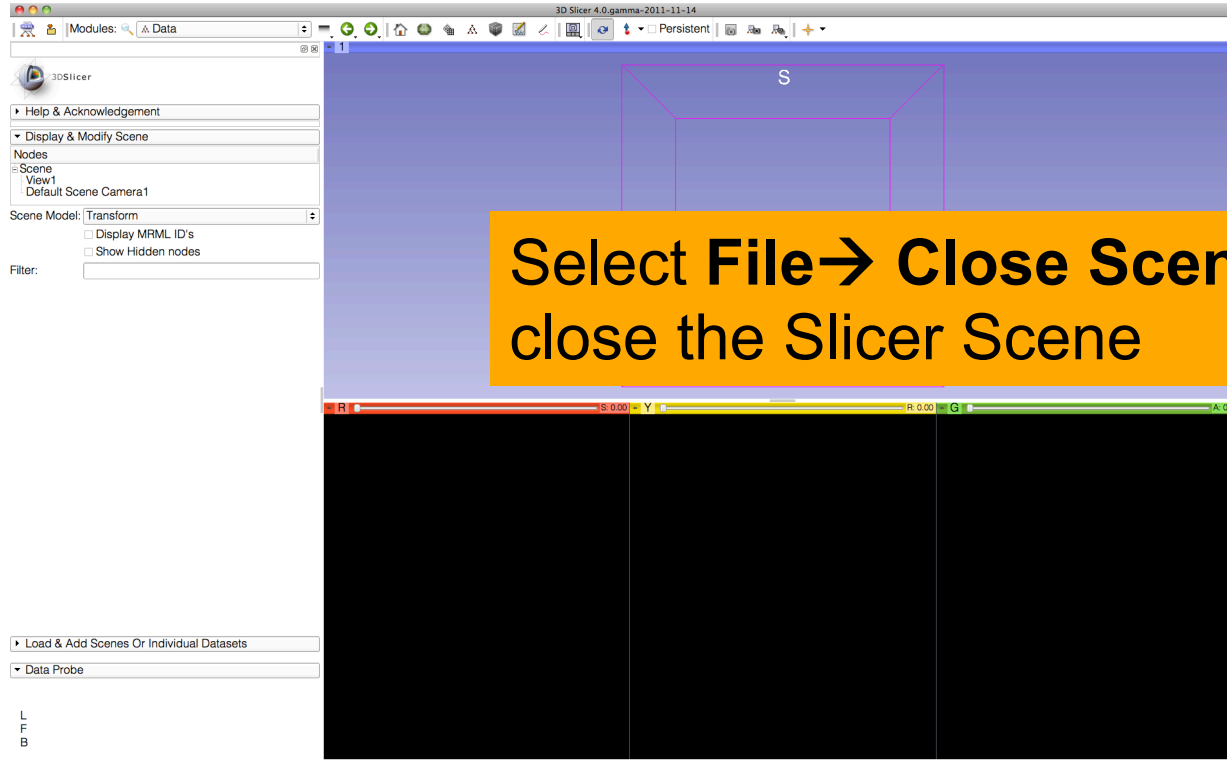 3D Slicer 4.0.gamma-2011-11-14
Modules: Data Persistent
1
3DSlicer
S
Help & Acknowledgement
Display & Modify Scene
Nodes
Scene
View1
Default Scene Camera1
Scene Model: Transform
Display MRML ID's
Show Hidden nodes
Filter:
Select File→ Close Scen
close the Slicer Scene
R S: 0.00 Y R: 0.00 G A: 0
Load & Add Scenes Or Individual Datasets
Data Probe
L
F
B